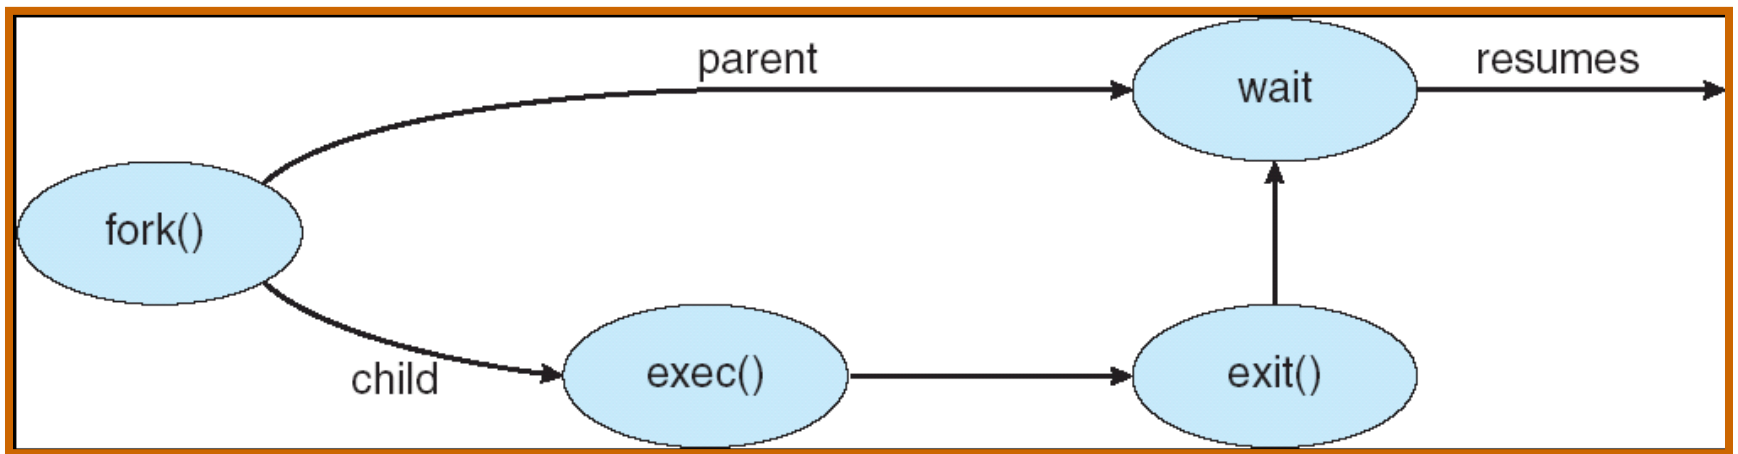 parent
wait
resumes
fork()
child
exec()
exit()